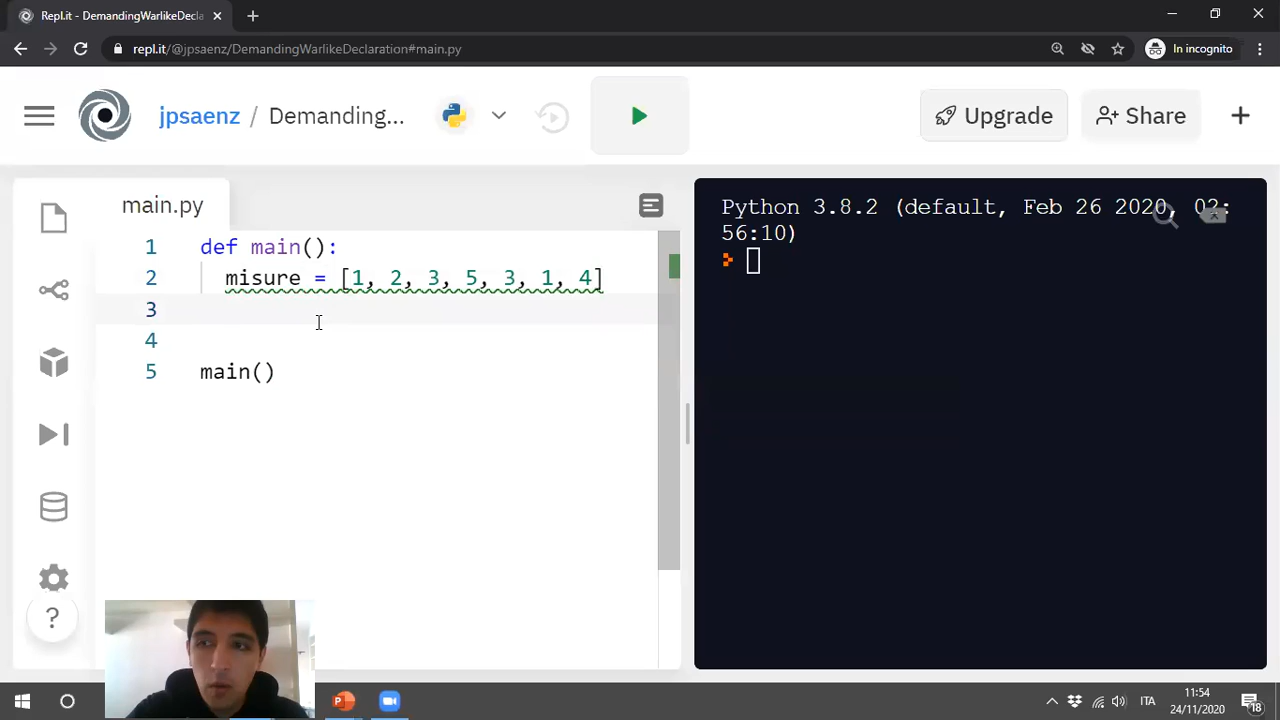 Repl.it - DemandingWarlikeDecla
repl.it/@jpsaenz/DemandingWarlikeDeclaration#main.py
In incognito
jpsaenz / Demanding...
Upgrade
Share
main.py
1 def main():
2 misure = [1, 2, 3, 5, 3, 1, 4]
3
4
5 main()
Python 3.8.2 (default, Feb 26 2020, 02:
56:10)
?
ITA
11:54
24/11/2020
18